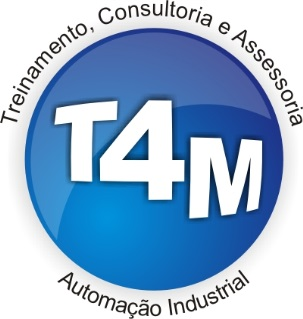 Treinamento, Consultoria e Assessoria
T4M
Automação Industrial